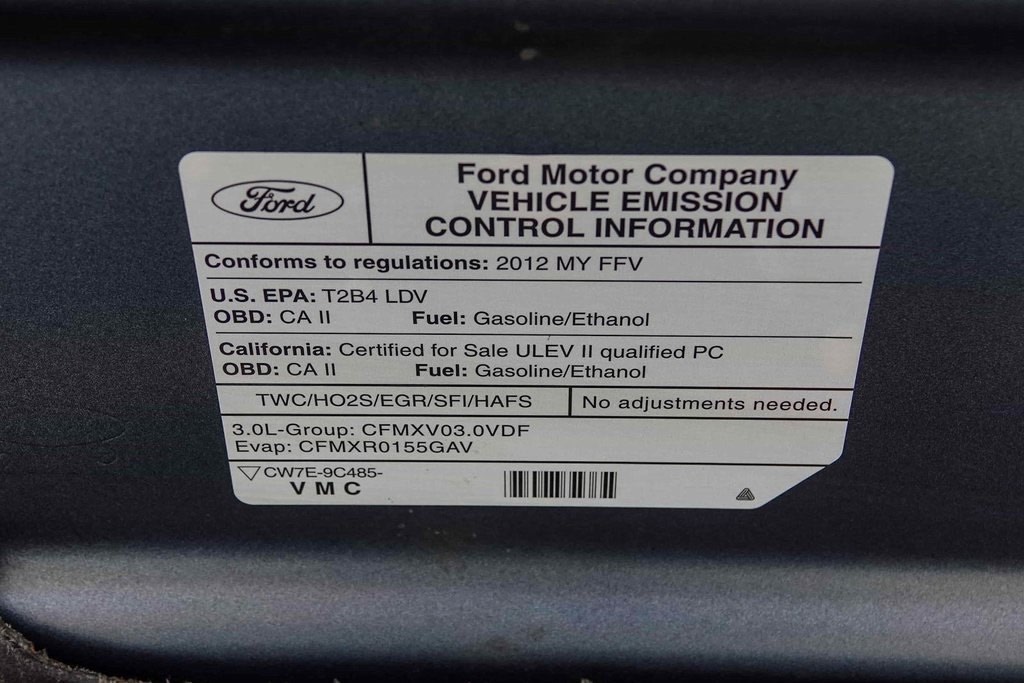 Ford
Ford Motor Company
VEHICLE EMISSION
CONTROL INFORMATION
Conforms to regulations: 2012 MY FFV
U.S. EPA: T2B4 LDV
OBD: CA II Fuel: Gasoline/Ethanol
California: Certified for Sale ULEV II qualified PC
OBD: CA II Fuel: Gasoline/Ethanol
TWC/HO2S/EGR/SFI/HAFS No adjustments needed.
3.0L-Group: CFMXV03.0VDF
Evap: CFMXR0155GAV
CW7E-9C485-
VMC